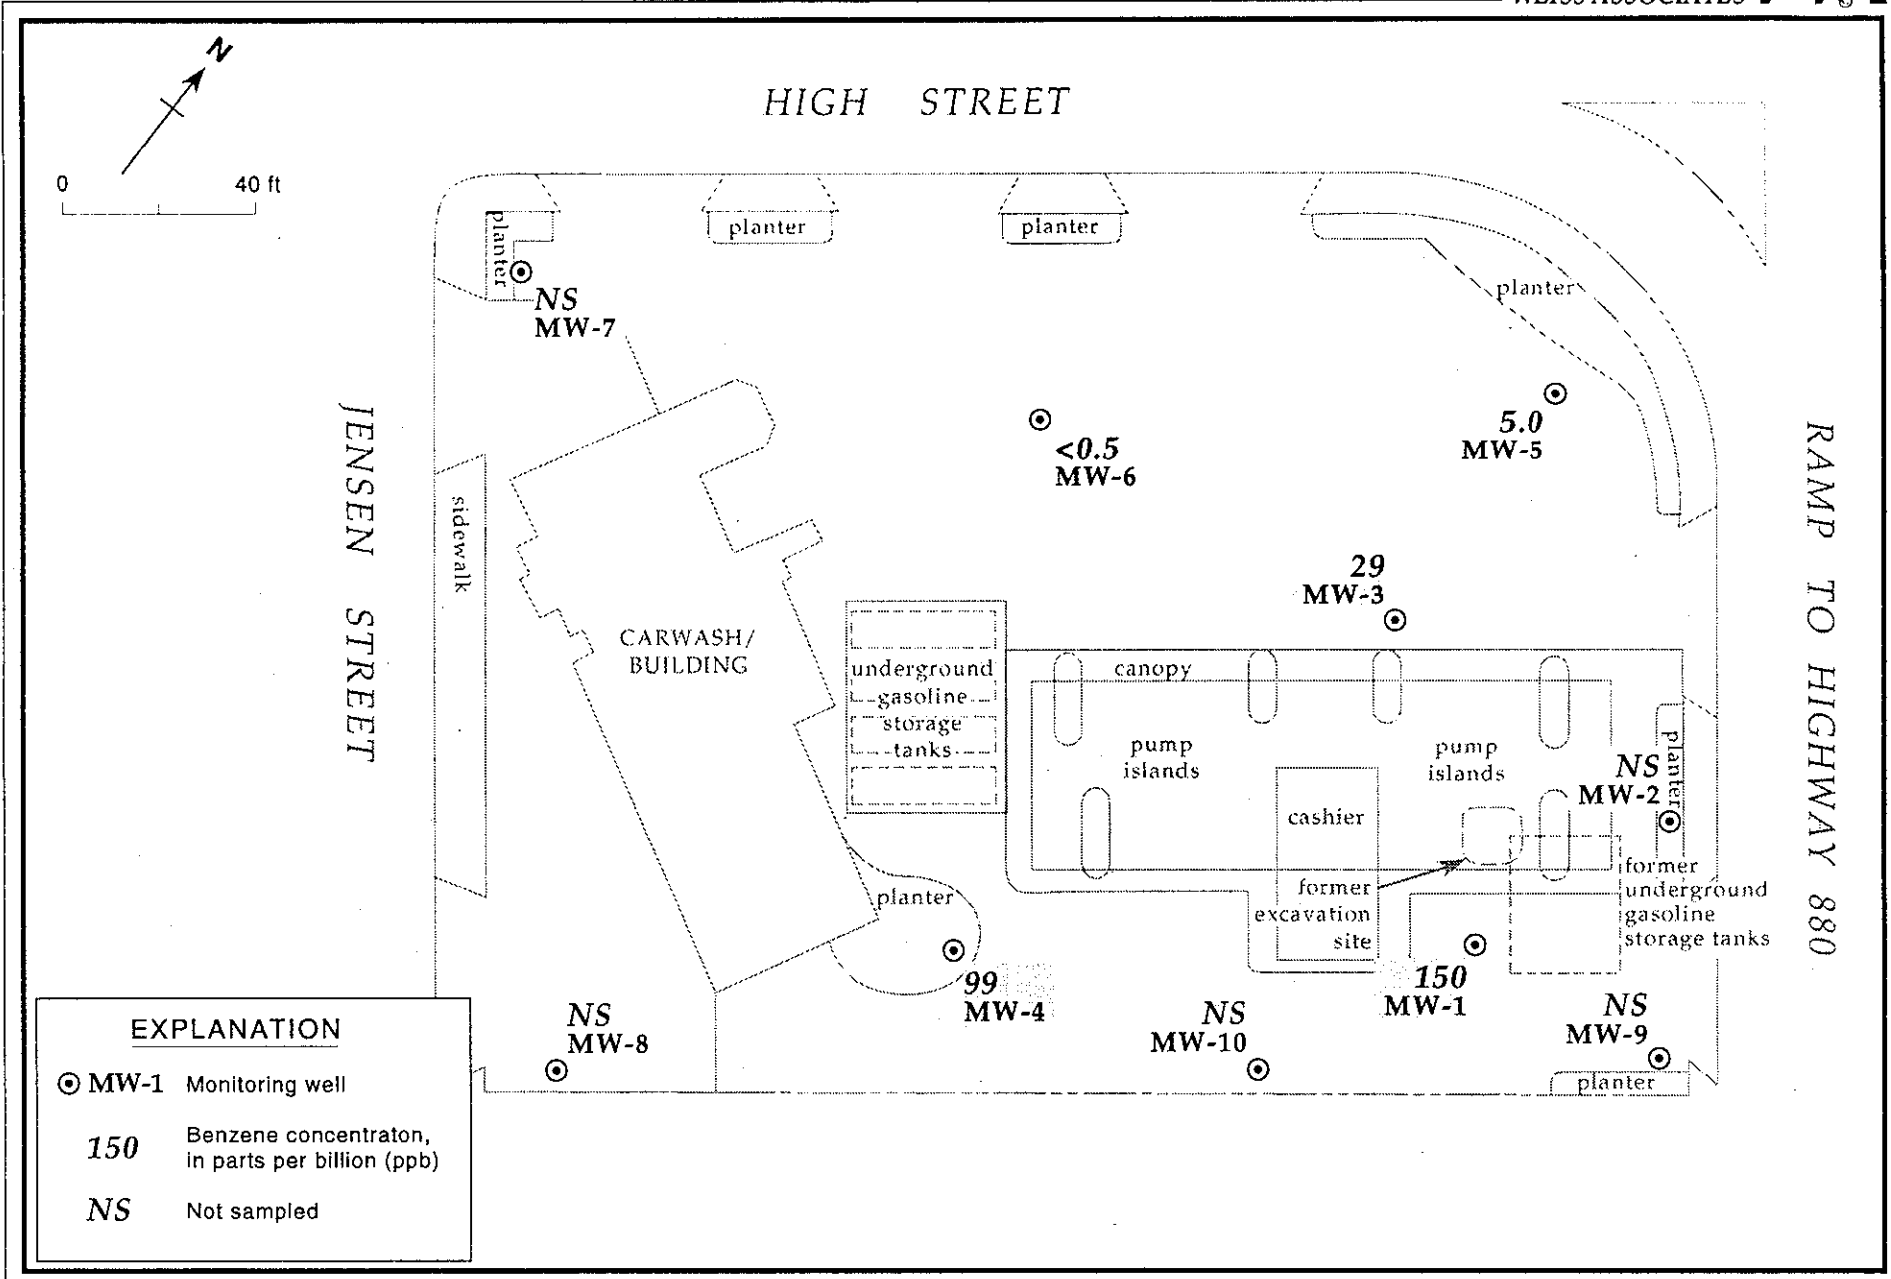 WEISS ASSOCIATES
N
HIGH STREET
0 40 ft
planter
planter
planter
planter
NS
MW-7
<0.5
MW-6
5.0
MW-5
JENSEN STREET
sidewalk
RAMP TO HIGHWAY 880
29
MW-3
CARWASH/
BUILDING
underground
gasoline
storage
tanks
canopy
pump
islands
pump
islands
cashier
NS
MW-2
planter
former
underground
gasoline
storage tanks
former
excavation
site
planter
99
MW-4
150
MW-1
NS
MW-8
NS
MW-10
NS
MW-9
planter
EXPLANATION
MW-1 Monitoring well
150 Benzene concentraton,
in parts per billion (ppb)
NS Not sampled